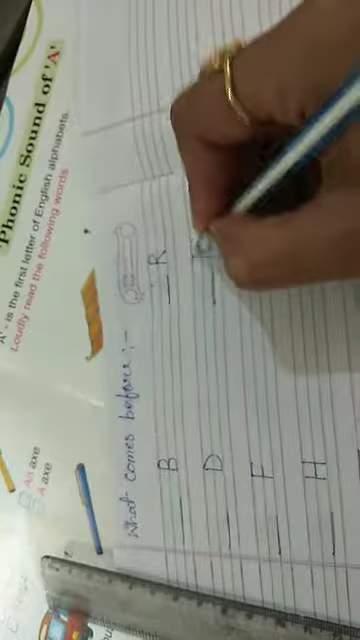 'Phonic Sound of 'A'
A' - is the first letter of English alphabets.
Loudly read the following words
An axe
A axe
What comes before :-
_ B _ R
_ D
_ F
_ H